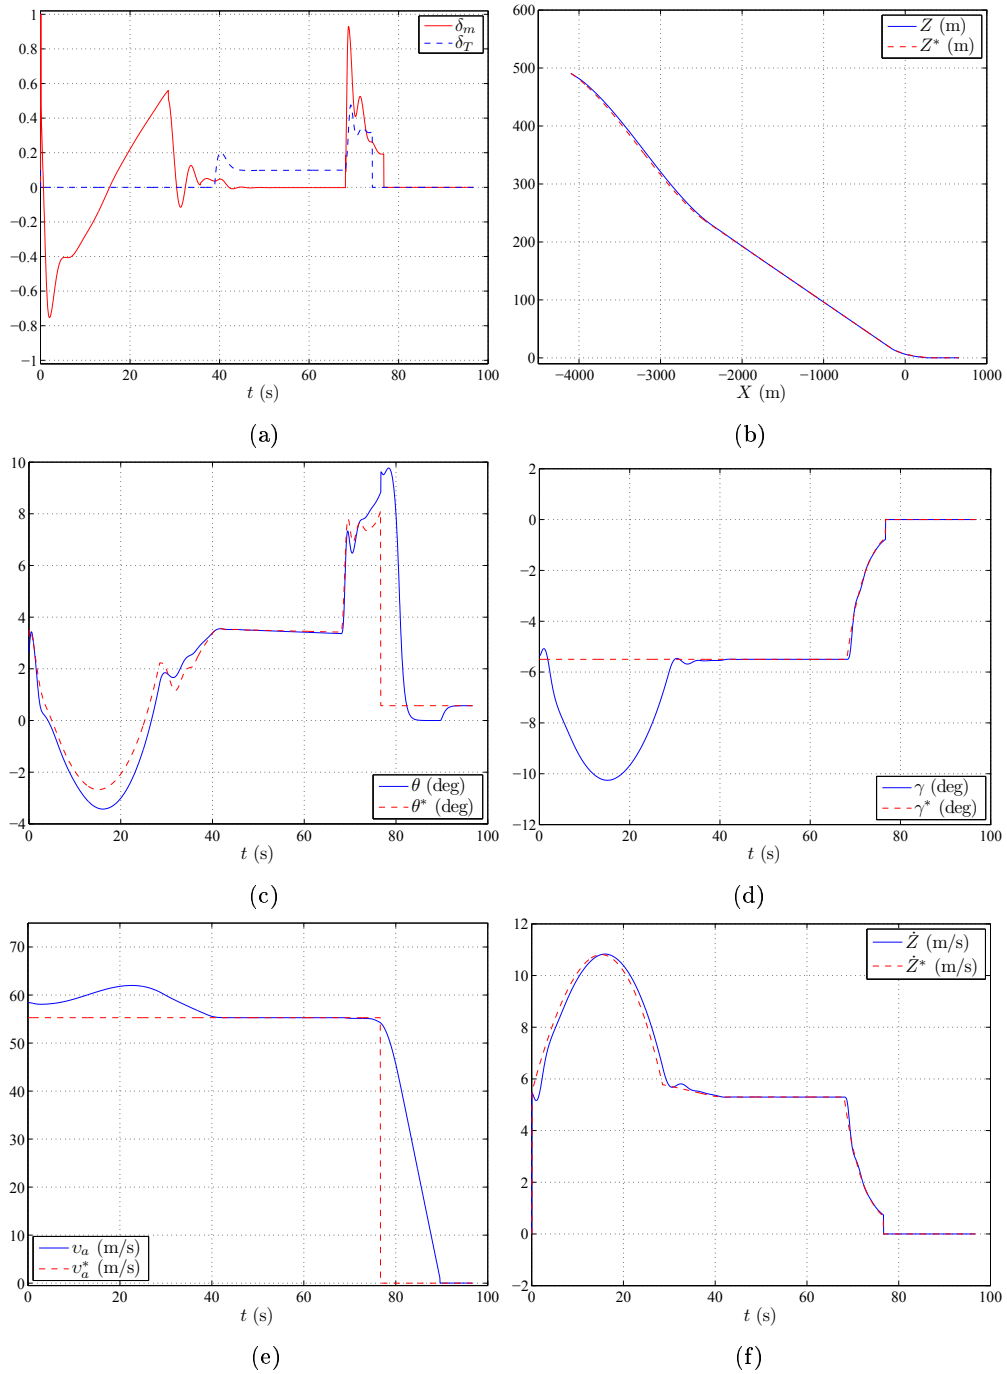 1
0.8
0.6
0.4
0.2
0
−0.2
−0.4
−0.6
−0.8
−1
0 20 40 60 80 100
t (s)
δ_m
δ_T
(a)
600
500
400
300
200
100
0
−4000 −3000 −2000 −1000 0 1000
X (m)
Z (m)
Z* (m)
(b)
10
8
6
4
2
0
−2
−4
0 20 40 60 80 100
t (s)
θ (deg)
θ* (deg)
(c)
2
0
−2
−4
−6
−8
−10
−12
0 20 40 60 80 100
t (s)
γ (deg)
γ* (deg)
(d)
70
60
50
40
30
20
10
0
0 20 40 60 80 100
t (s)
v_a (m/s)
v_a* (m/s)
(e)
12
10
8
6
4
2
0
−2
0 20 40 60 80 100
t (s)
Ż (m/s)
Ż* (m/s)
(f)